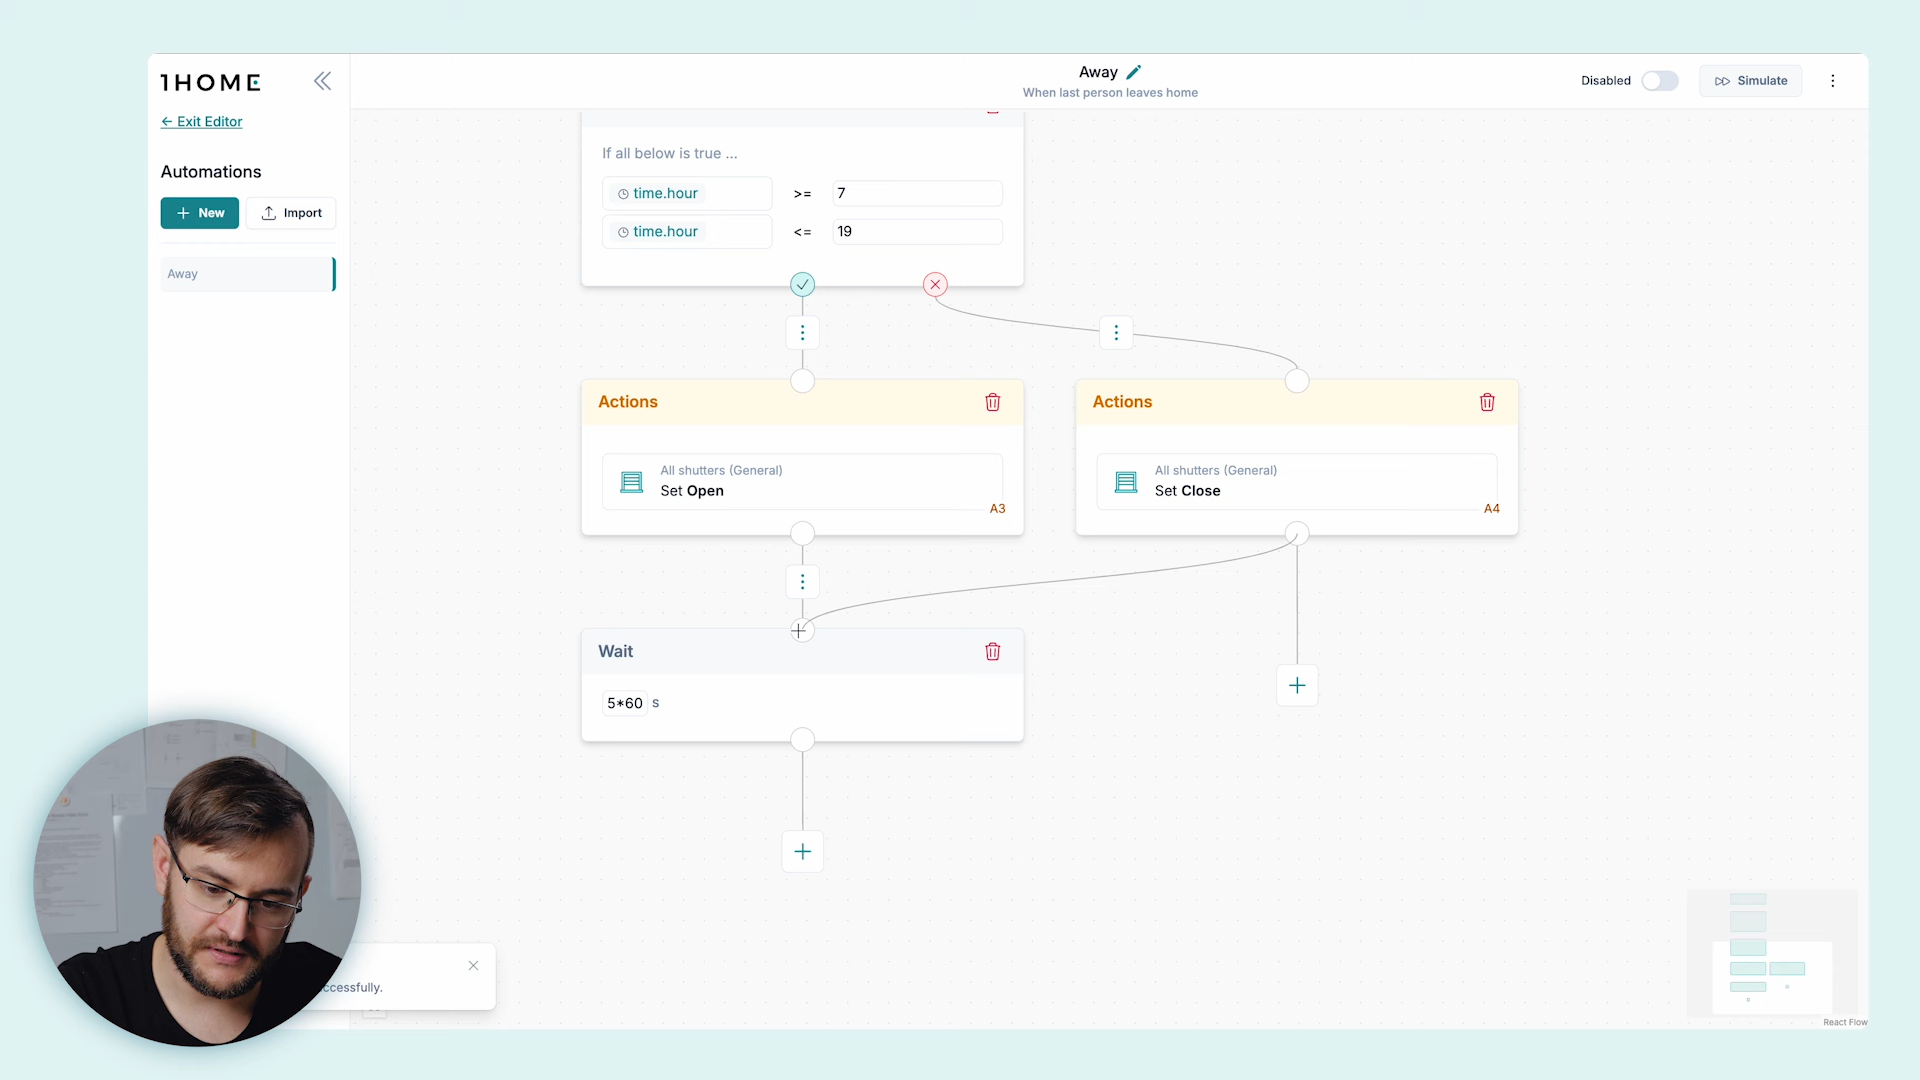 1HOME
← Exit Editor
Automations
New
Import
Away
Away
When last person leaves home
Disabled
Simulate
If all below is true ...
time.hour >= 7
time.hour <= 19
Actions
All shutters (General)
Set Open
A3
Actions
All shutters (General)
Set Close
A4
Wait
5*60 s
ccessfully.
React Flow